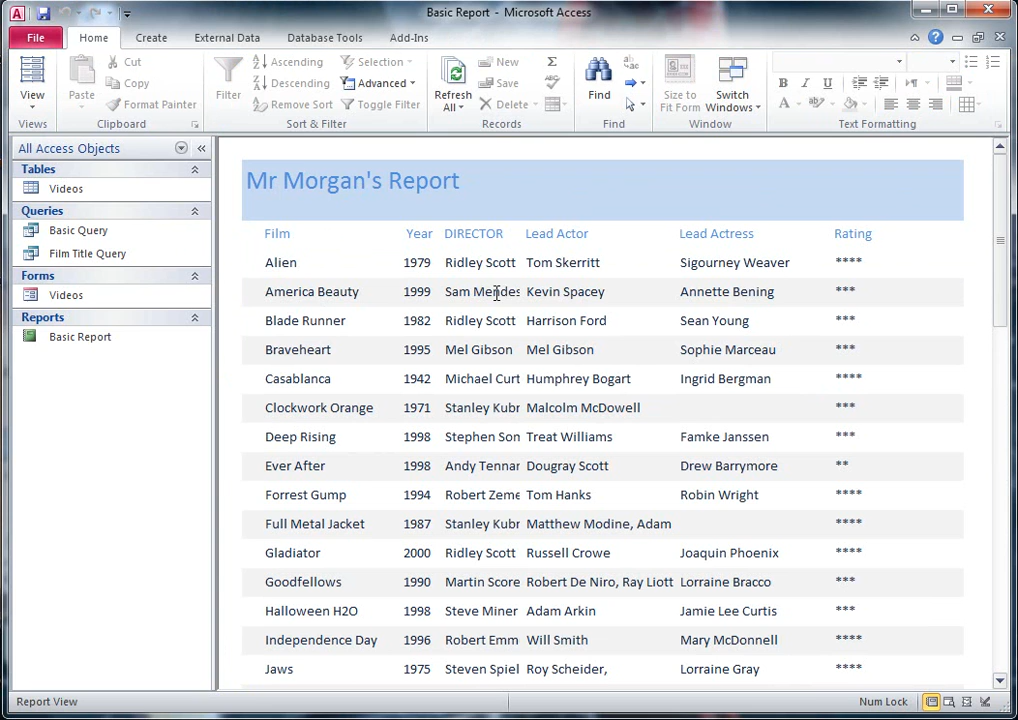 Basic Report - Microsoft Access
File Home Create External Data Database Tools Add-Ins
View
Views
Paste
Cut
Copy
Format Painter
Clipboard
Filter
Ascending
Descending
Remove Sort
Selection
Advanced
Toggle Filter
Sort & Filter
Refresh All
New
Save
Delete
Records
Find
Find
Size to Fit Form
Switch Windows
Window
B I U
A
Text Formatting
All Access Objects
Tables
Videos
Queries
Basic Query
Film Title Query
Forms
Videos
Reports
Basic Report
Mr Morgan's Report
Film Year DIRECTOR Lead Actor Lead Actress Rating
Alien 1979 Ridley Scott Tom Skerritt Sigourney Weaver ****
America Beauty 1999 Sam Mendes Kevin Spacey Annette Bening ***
Blade Runner 1982 Ridley Scott Harrison Ford Sean Young ***
Braveheart 1995 Mel Gibson Mel Gibson Sophie Marceau ***
Casablanca 1942 Michael Curt Humphrey Bogart Ingrid Bergman ****
Clockwork Orange 1971 Stanley Kubr Malcolm McDowell ***
Deep Rising 1998 Stephen Son Treat Williams Famke Janssen ***
Ever After 1998 Andy Tennar Dougray Scott Drew Barrymore **
Forrest Gump 1994 Robert Zeme Tom Hanks Robin Wright ****
Full Metal Jacket 1987 Stanley Kubr Matthew Modine, Adam ****
Gladiator 2000 Ridley Scott Russell Crowe Joaquin Phoenix ****
Goodfellows 1990 Martin Score Robert De Niro, Ray Liott Lorraine Bracco ***
Halloween H2O 1998 Steve Miner Adam Arkin Jamie Lee Curtis ***
Independence Day 1996 Robert Emm Will Smith Mary McDonnell ****
Jaws 1975 Steven Spiel Roy Scheider, Lorraine Gray ****
Report View
Num Lock